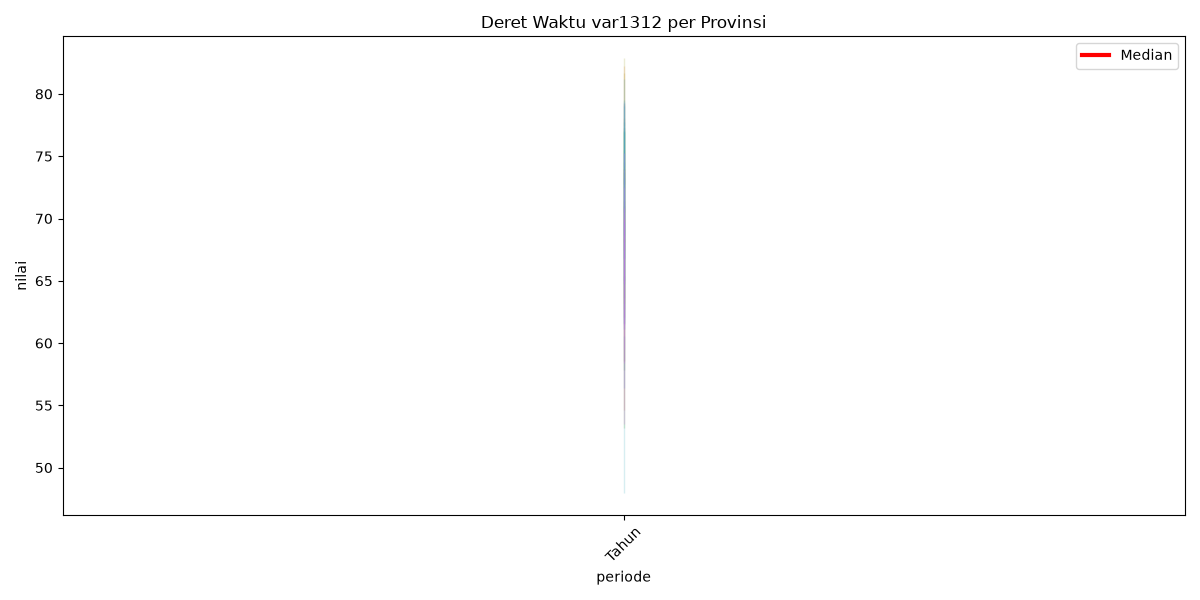 Deret Waktu var1312 per Provinsi
Median
80
75
70
65
60
55
50
nilai
Tahun
periode